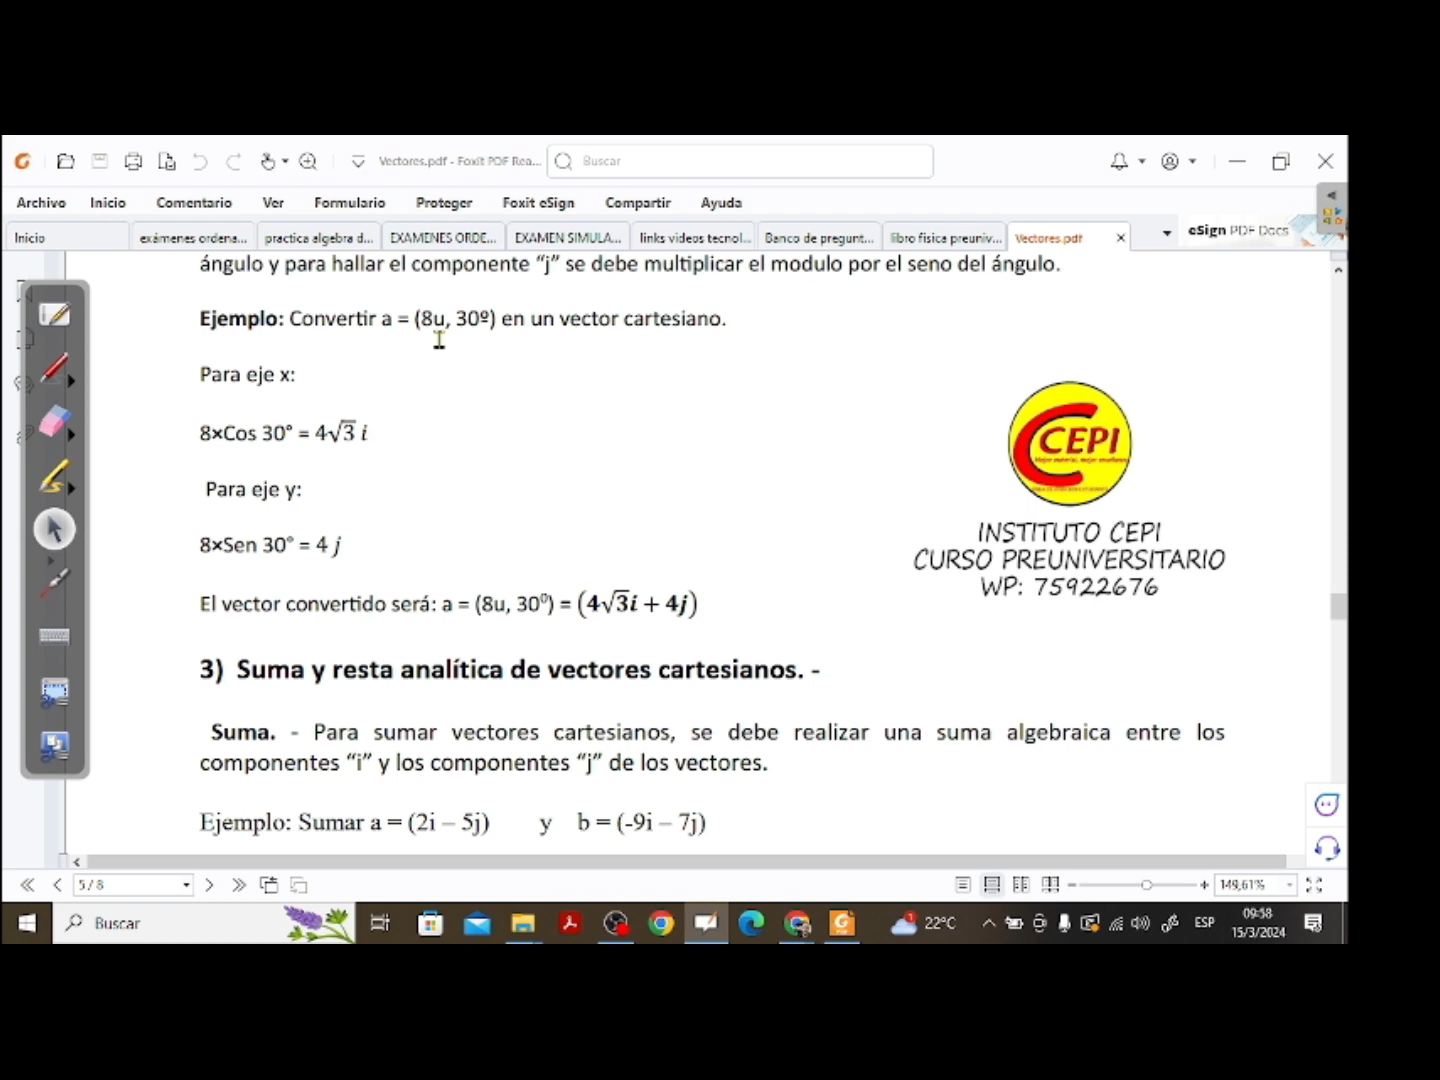 Vectores.pdf - Foxit PDF Rea...
Buscar
Archivo Inicio Comentario Ver Formulario Proteger Foxit eSign Compartir Ayuda
Inicio
exámenes ordena...
practica algebra d...
EXAMENES ORDE...
EXAMEN SIMULA...
links videos tecnol...
Banco de pregunt...
libro fisica preuniv...
Vectores.pdf
eSign PDF Docs
ángulo y para hallar el componente “j” se debe multiplicar el modulo por el seno del ángulo.
Ejemplo: Convertir a = (8u, 30º) en un vector cartesiano.
Para eje x:
8×Cos 30° = 4√3 i
Para eje y:
8×Sen 30° = 4 j
El vector convertido será: a = (8u, 30⁰) = (4√3i + 4j)
CEPI
INSTITUTO CEPI
CURSO PREUNIVERSITARIO
WP: 75922676
3) Suma y resta analítica de vectores cartesianos. -
Suma. - Para sumar vectores cartesianos, se debe realizar una suma algebraica entre los
componentes “i” y los componentes “j” de los vectores.
Ejemplo: Sumar a = (2i – 5j) y b = (-9i – 7j)
5 / 8
149,61%
Buscar
22°C
ESP
09:58
15/3/2024